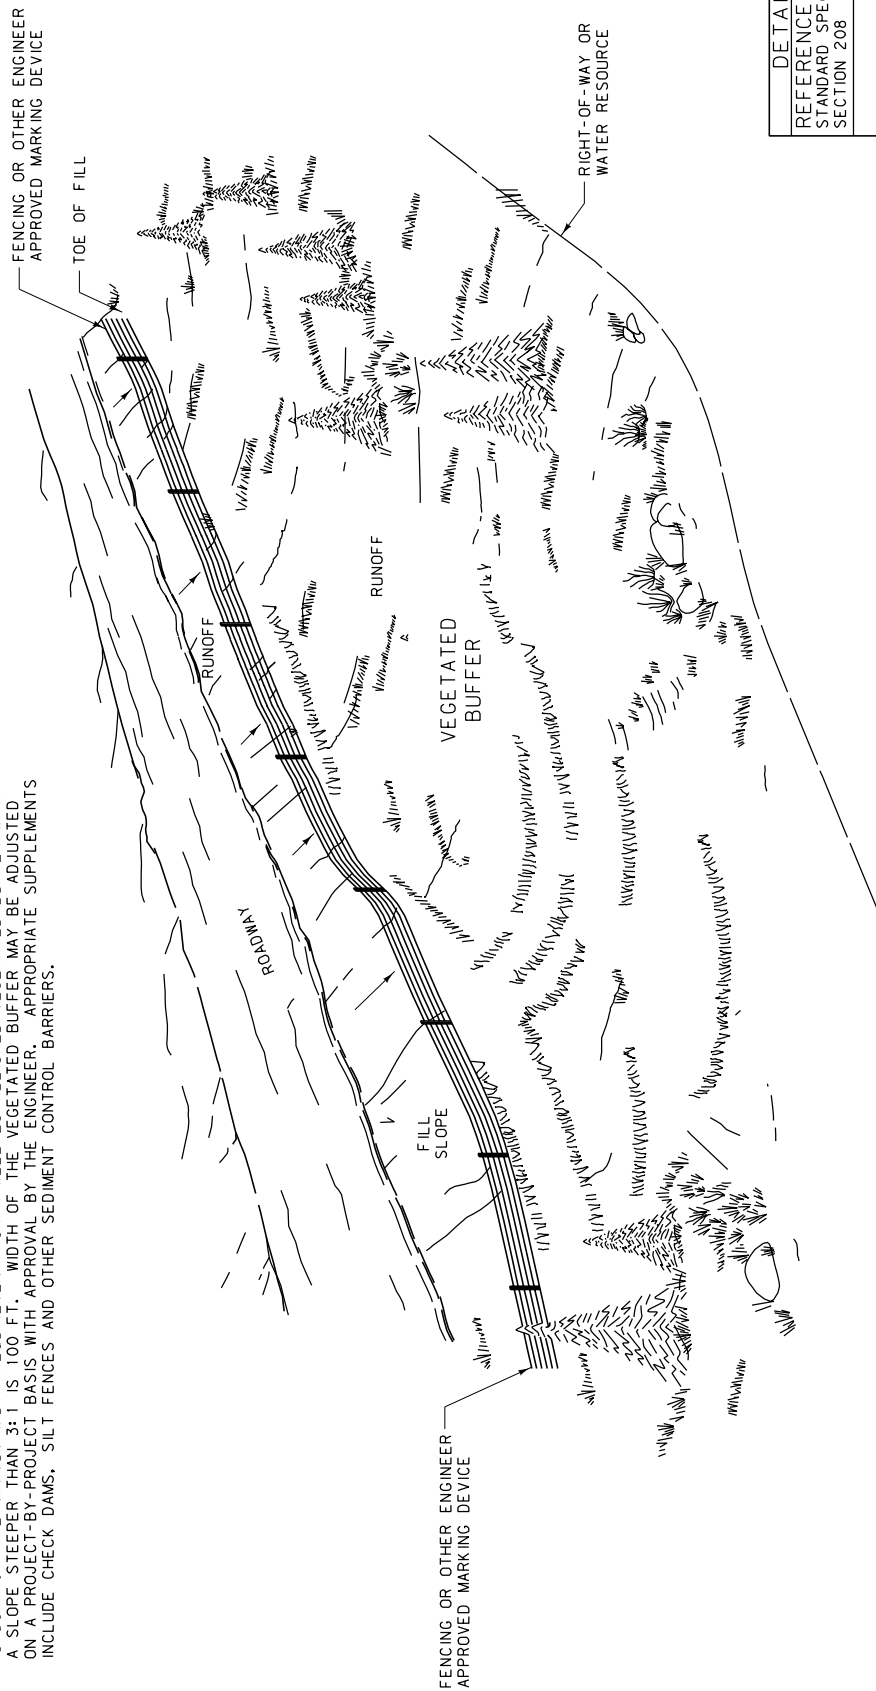 A SLOPE STEEPER THAN 3:1 IS 100 FT. WIDTH OF THE VEGETATED BUFFER MAY BE ADJUSTED
ON A PROJECT-BY-PROJECT BASIS WITH APPROVAL BY THE ENGINEER. APPROPRIATE SUPPLEMENTS
INCLUDE CHECK DAMS, SILT FENCES AND OTHER SEDIMENT CONTROL BARRIERS.
FENCING OR OTHER ENGINEER
APPROVED MARKING DEVICE
TOE OF FILL
ROADWAY
RUNOFF
RUNOFF
FILL
SLOPE
VEGETATED
BUFFER
FENCING OR OTHER ENGINEER
APPROVED MARKING DEVICE
RIGHT-OF-WAY OR
WATER RESOURCE
REFERENCE
SECTION 208